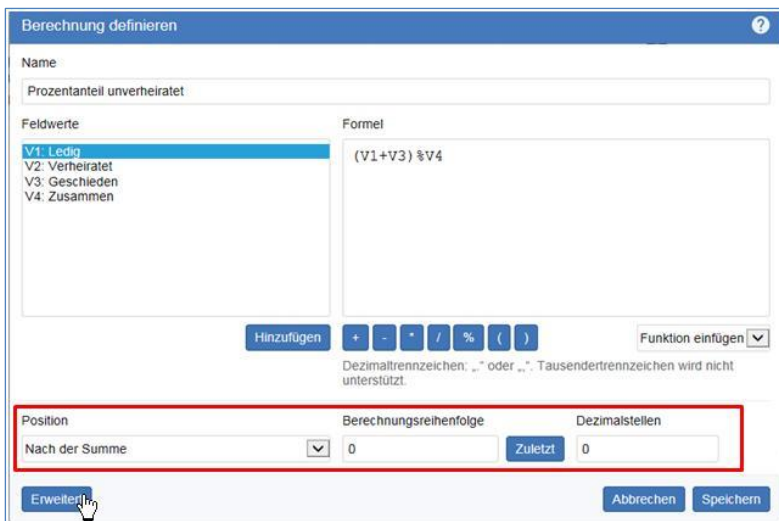 Berechnung definieren ?
Name
Prozentanteil unverheiratet
Feldwerte Formel
V1: Ledig
V2: Verheiratet
V3: Geschieden
V4: Zusammen
(V1+V3)%V4
Hinzufügen + - * / % ( ) Funktion einfügen
Dezimaltrennzeichen: „.“ oder „,“. Tausendertrennzeichen wird nicht
unterstützt.
Position Berechnungsreihenfolge Dezimalstellen
Nach der Summe 0 Zuletzt 0
Erweitert Abbrechen Speichern